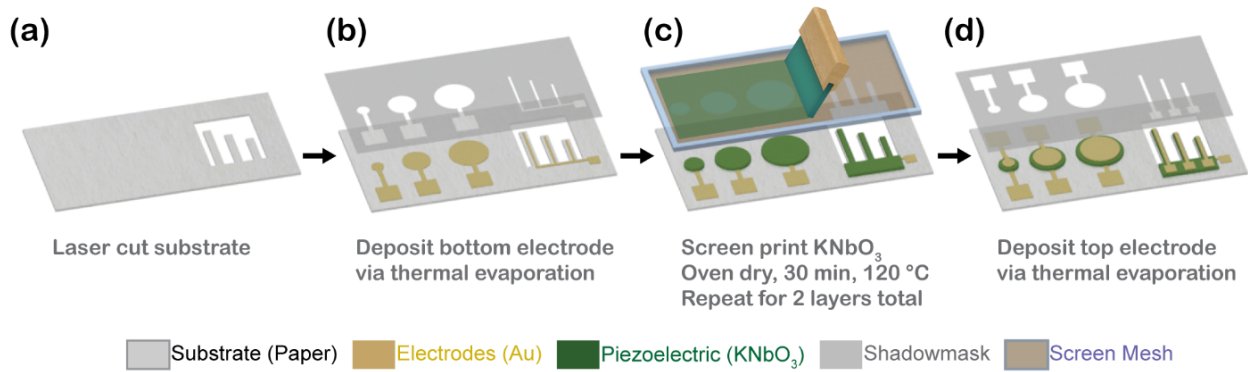 (a)
(b)
(c)
(d)
Laser cut substrate
Deposit bottom electrode
via thermal evaporation
Screen print KNbO₃
Oven dry, 30 min, 120 °C
Repeat for 2 layers total
Deposit top electrode
via thermal evaporation
Substrate (Paper) Electrodes (Au) Piezoelectric (KNbO₃) Shadowmask Screen Mesh